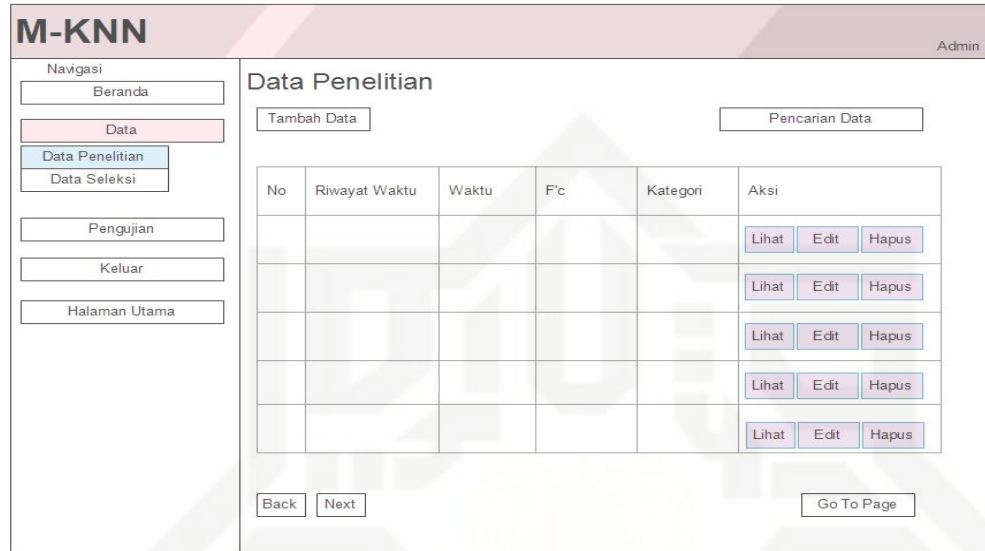 M-KNN
Admin
Navigasi
Beranda
Data
Data Penelitian
Data Seleksi
Pengujian
Keluar
Halaman Utama
Data Penelitian
Tambah Data
Pencarian Data
No Riwayat Waktu Waktu F'c Kategori Aksi
Lihat Edit Hapus
Lihat Edit Hapus
Lihat Edit Hapus
Lihat Edit Hapus
Lihat Edit Hapus
Back Next Go To Page